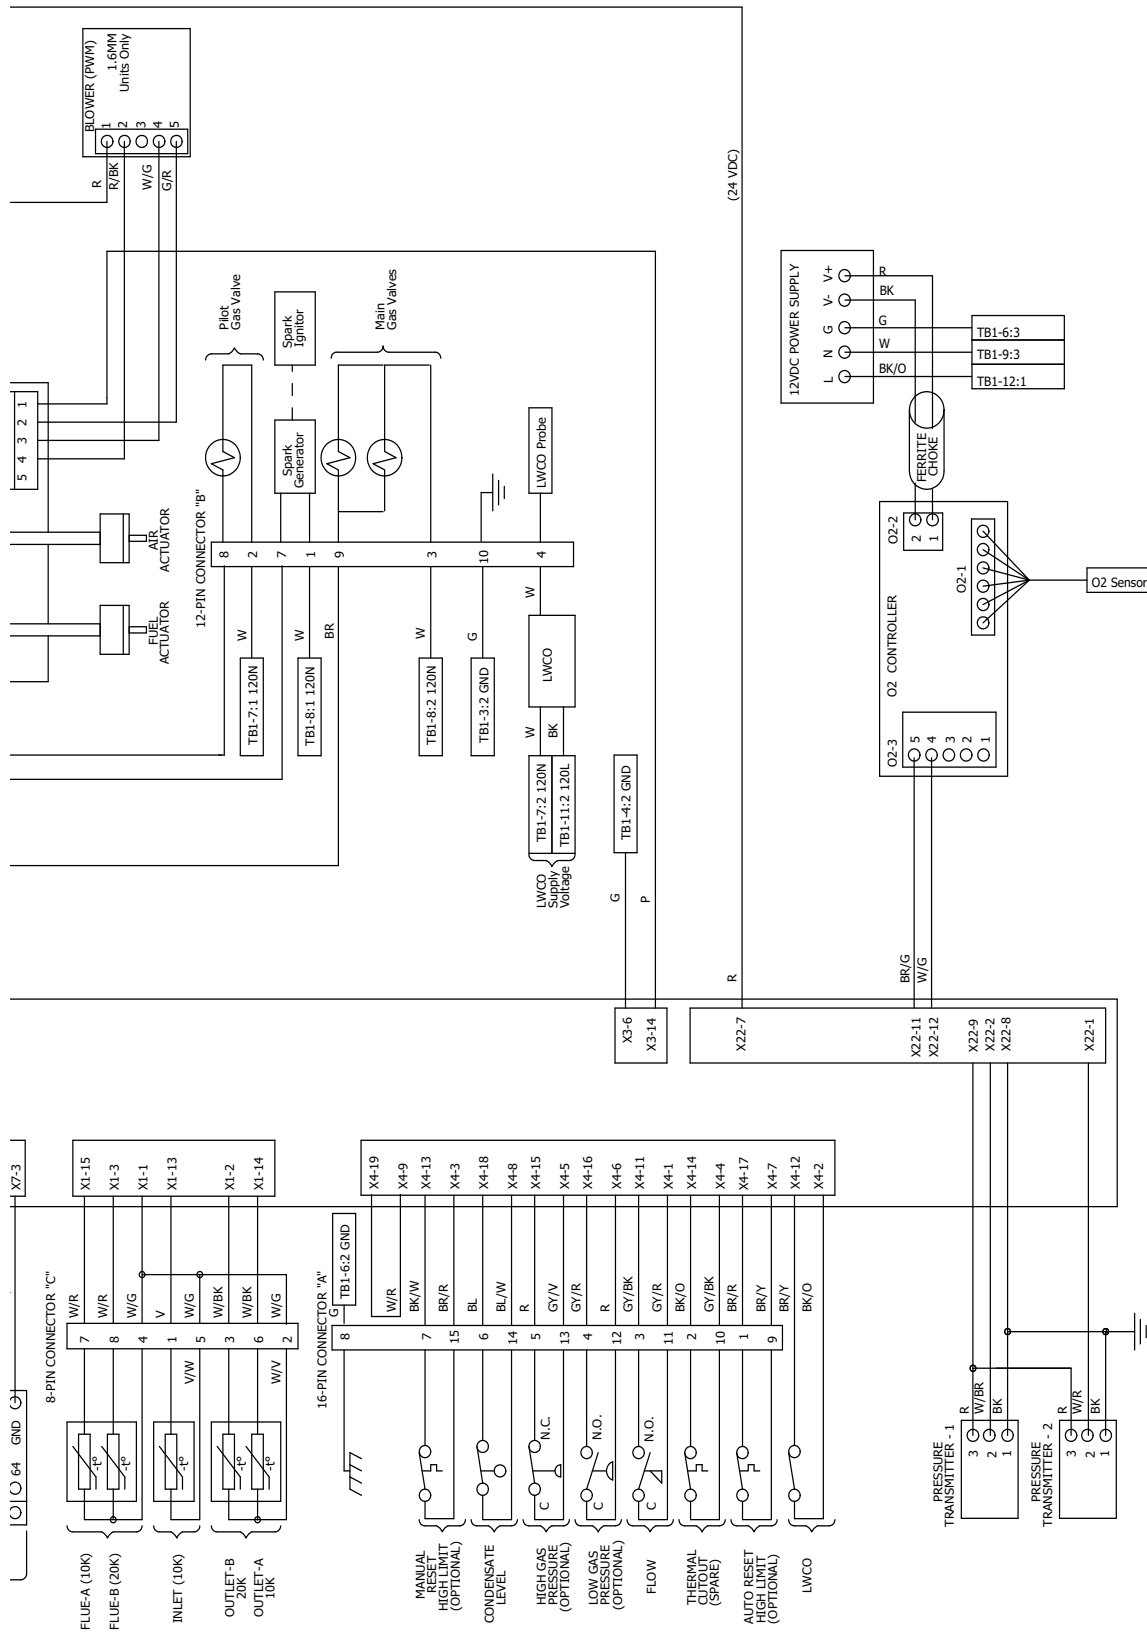 BLOWER (PWM)
1.6MM
Units Only
1
2
3
4
5
R
R/BK
W/G
G/R
(24 VDC)
5
4
3
2
1
AIR
ACTUATOR
FUEL
ACTUATOR
Pilot
Gas Valve
Spark
Ignitor
Spark
Generator
Main
Gas Valves
LWCO Probe
12-PIN CONNECTOR "B"
8
2
7
1
9
3
10
4
W
W
BR
W
G
W
TB1-7:1 120N
TB1-8:1 120N
TB1-8:2 120N
TB1-3:2 GND
LWCO
W
BK
TB1-7:2 120N
TB1-11:2 120L
LWCO
Supply
Voltage
TB1-4:2 GND
G
P
12VDC POWER SUPPLY
L
N
G
V-
V+
R
BK
G
W
BK/O
TB1-6:3
TB1-9:3
TB1-12:1
FERRITE
CHOKE
O2-2
2
1
O2-1
O2 CONTROLLER
O2 Sensor
O2-3
5
4
3
2
1
BR/G
W/G
R
X3-6
X3-14
X22-7
X22-11
X22-12
X22-9
X22-2
X22-8
X22-1
X7-3
X1-15
X1-3
X1-1
X1-13
X1-2
X1-14
X4-19
X4-9
X4-13
X4-3
X4-18
X4-8
X4-15
X4-5
X4-16
X4-6
X4-11
X4-1
X4-14
X4-4
X4-17
X4-7
X4-12
X4-2
8-PIN CONNECTOR "C"
W/R
W/R
W/G
V
W/G
W/BK
W/BK
W/G
7
8
4
1
5
3
6
2
V/W
W/V
64
GND
-t°
-t°
-t°
-t°
-t°
FLUE-A (10K)
FLUE-B (20K)
INLET (10K)
OUTLET-B
20K
OUTLET-A
10K
16-PIN CONNECTOR "A"
TB1-6:2 GND
G
W/R
BK/W
BR/R
BL
BL/W
R
GY/V
GY/R
R
GY/BK
GY/R
BK/O
GY/BK
BR/R
BR/Y
BR/Y
BK/O
8
7
15
6
14
5
13
4
12
3
11
2
10
1
9
N.C.
C
N.O.
C
N.O.
C
MANUAL
RESET
HIGH LIMIT
(OPTIONAL)
CONDENSATE
LEVEL
HIGH GAS
PRESSURE
(OPTIONAL)
LOW GAS
PRESSURE
(OPTIONAL)
FLOW
THERMAL
CUTOUT
(SPARE)
AUTO RESET
HIGH LIMIT
(OPTIONAL)
LWCO
R
W/BR
BK
3
2
1
PRESSURE
TRANSMITTER - 1
R
W/R
BK
3
2
1
PRESSURE
TRANSMITTER - 2